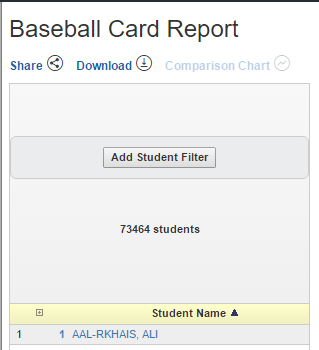 Baseball Card Report
Share Download Comparison Chart
Add Student Filter
73464 students
Student Name ▲
1 1 AAL-RKHAIS, ALI